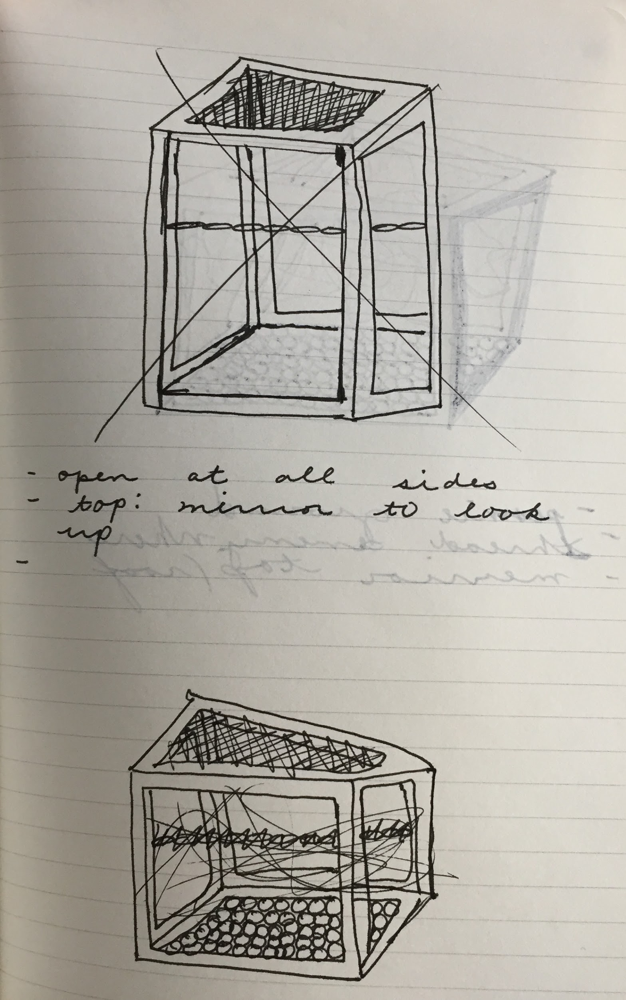 - open at all sides
- top: mirror to look
up
-